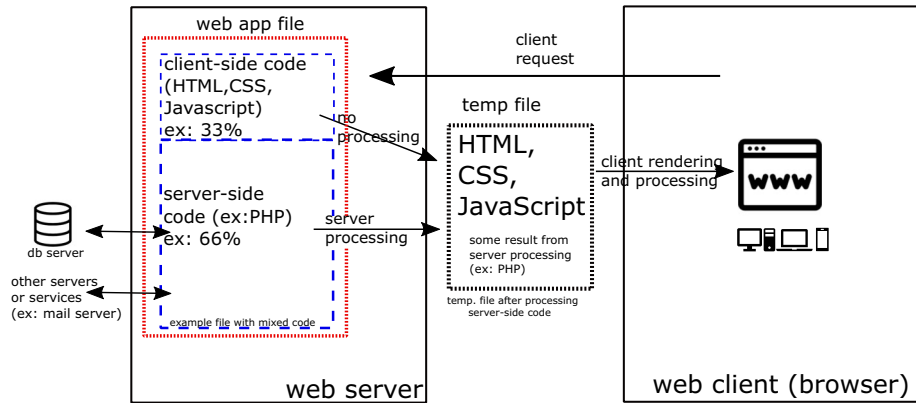 web app file
client-side code
(HTML,CSS,
Javascript)
ex: 33%
server-side
code (ex:PHP)
ex: 66%
example file with mixed code
db server
other servers
or services
(ex: mail server)
no
processing
server
processing
web server
client
request
temp file
HTML,
CSS,
JavaScript
some result from
server processing
(ex: PHP)
temp. file after processing
server-side code
client rendering
and processing
www
web client (browser)